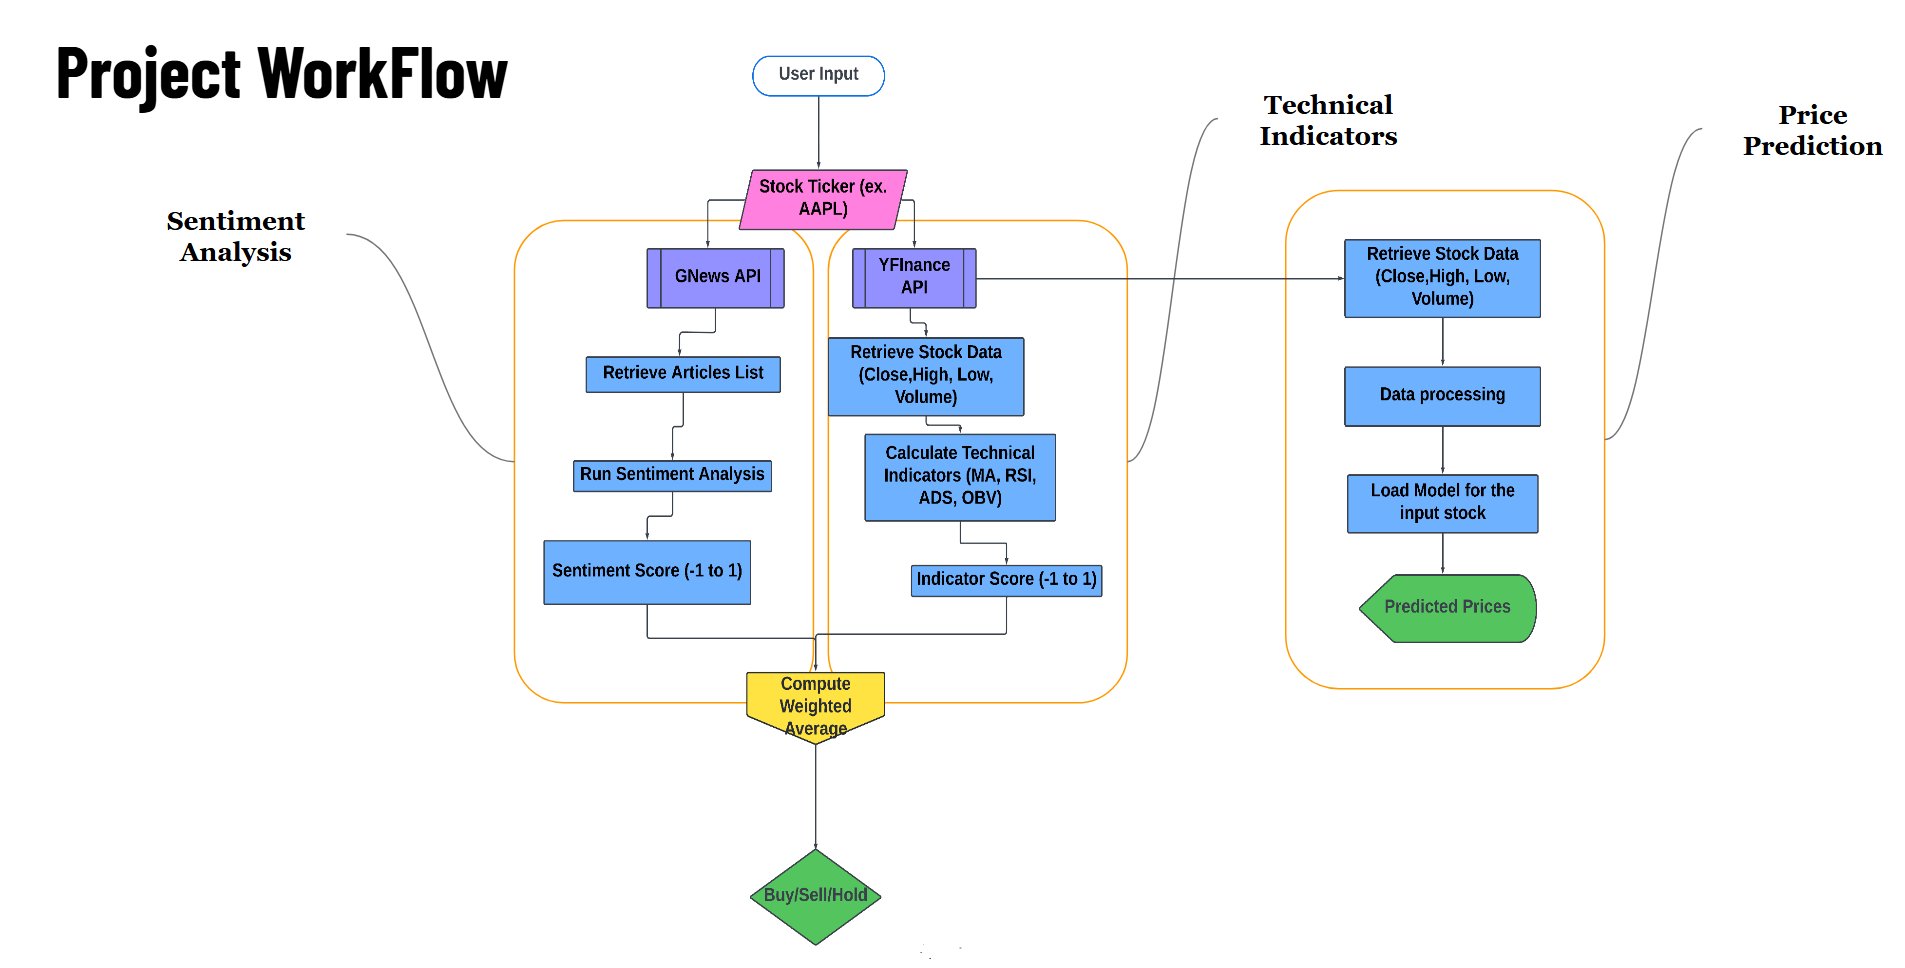 Project WorkFlow
User Input
Technical
Indicators
Price
Prediction
Sentiment
Analysis
Stock Ticker (ex.
AAPL)
GNews API
Retrieve Articles List
Run Sentiment Analysis
Sentiment Score (-1 to 1)
YFInance
API
Retrieve Stock Data
(Close,High, Low,
Volume)
Calculate Technical
Indicators (MA, RSI,
ADS, OBV)
Indicator Score (-1 to 1)
Compute
Weighted
Average
Buy/Sell/Hold
Retrieve Stock Data
(Close,High, Low,
Volume)
Data processing
Load Model for the
input stock
Predicted Prices